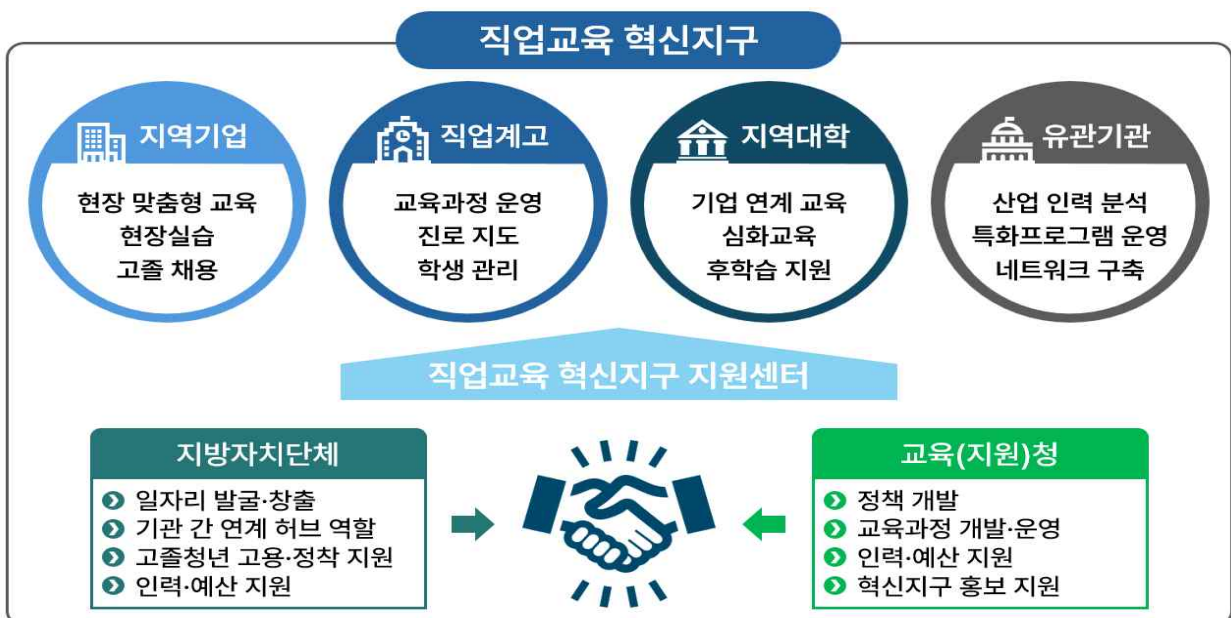 직업교육 혁신지구
지역기업
현장 맞춤형 교육
현장실습
고졸 채용
직업계고
교육과정 운영
진로 지도
학생 관리
지역대학
기업 연계 교육
심화교육
후학습 지원
유관기관
산업 인력 분석
특화프로그램 운영
네트워크 구축
직업교육 혁신지구 지원센터
지방자치단체
일자리 발굴·창출
기관 간 연계 허브 역할
고졸청년 고용·정착 지원
인력·예산 지원
교육(지원)청
정책 개발
교육과정 개발·운영
인력·예산 지원
혁신지구 홍보 지원